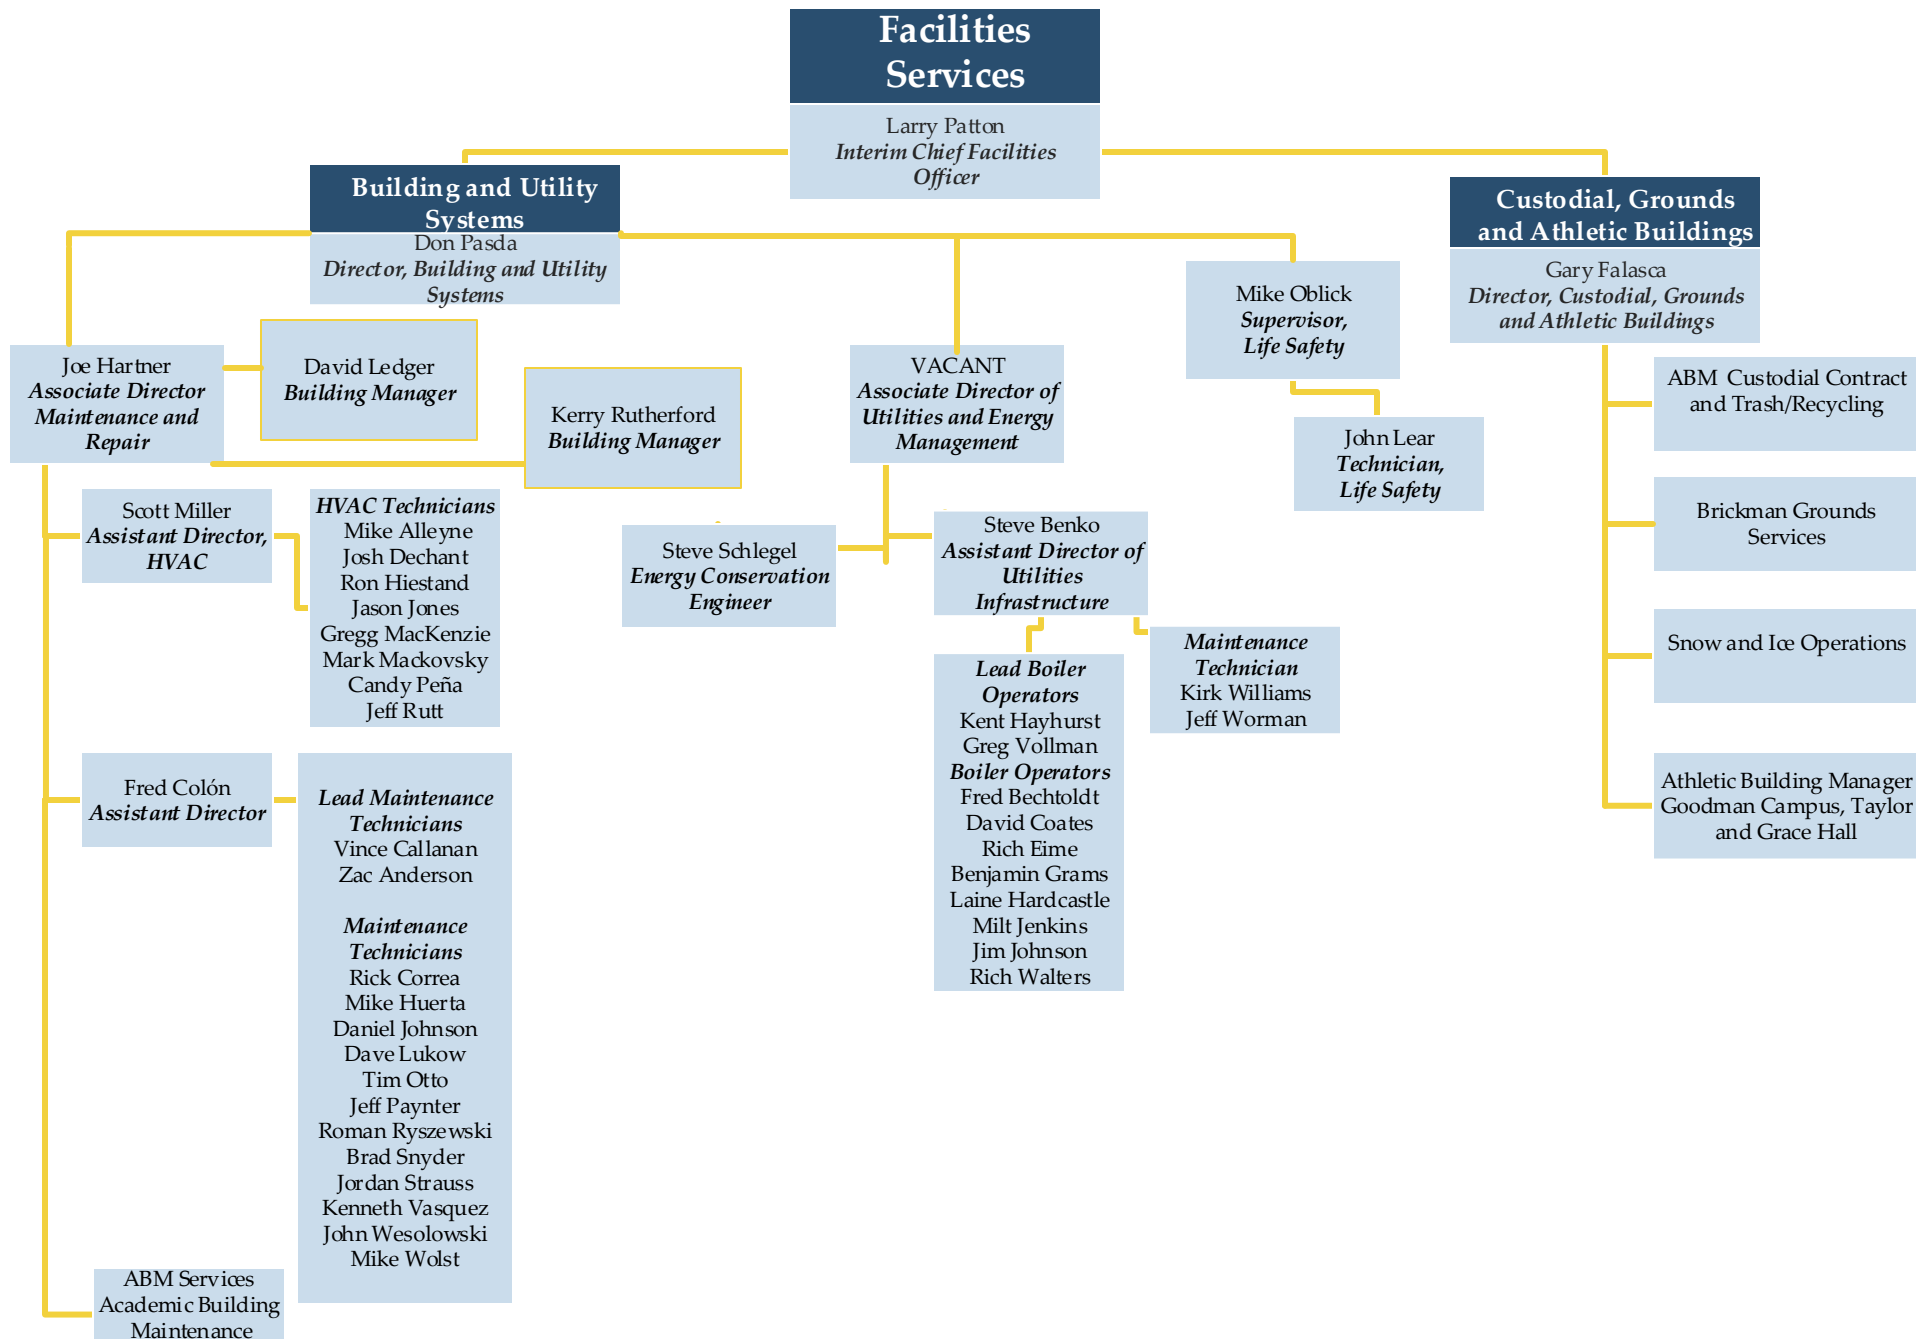 Facilities
Services
Larry Patton
Interim Chief Facilities
Officer
Building and Utility
Systems
Don Pasda
Director, Building and Utility
Systems
Custodial, Grounds
and Athletic Buildings
Gary Falasca
Director, Custodial, Grounds
and Athletic Buildings
Joe Hartner
Associate Director
Maintenance and
Repair
David Ledger
Building Manager
Kerry Rutherford
Building Manager
VACANT
Associate Director of
Utilities and Energy
Management
Mike Oblick
Supervisor,
Life Safety
John Lear
Technician,
Life Safety
ABM Custodial Contract
and Trash/Recycling
Brickman Grounds
Services
Snow and Ice Operations
Athletic Building Manager
Goodman Campus, Taylor
and Grace Hall
Scott Miller
Assistant Director,
HVAC
HVAC Technicians
Mike Alleyne
Josh Dechant
Ron Hiestand
Jason Jones
Gregg MacKenzie
Mark Mackovsky
Candy Peña
Jeff Rutt
Steve Schlegel
Energy Conservation
Engineer
Steve Benko
Assistant Director of
Utilities
Infrastructure
Lead Boiler
Operators
Kent Hayhurst
Greg Vollman
Boiler Operators
Fred Bechtoldt
David Coates
Rich Eime
Benjamin Grams
Laine Hardcastle
Milt Jenkins
Jim Johnson
Rich Walters
Maintenance
Technician
Kirk Williams
Jeff Worman
Fred Colón
Assistant Director
Lead Maintenance
Technicians
Vince Callanan
Zac Anderson
Maintenance
Technicians
Rick Correa
Mike Huerta
Daniel Johnson
Dave Lukow
Tim Otto
Jeff Paynter
Roman Ryszewski
Brad Snyder
Jordan Strauss
Kenneth Vasquez
John Wesolowski
Mike Wolst
ABM Services
Academic Building
Maintenance